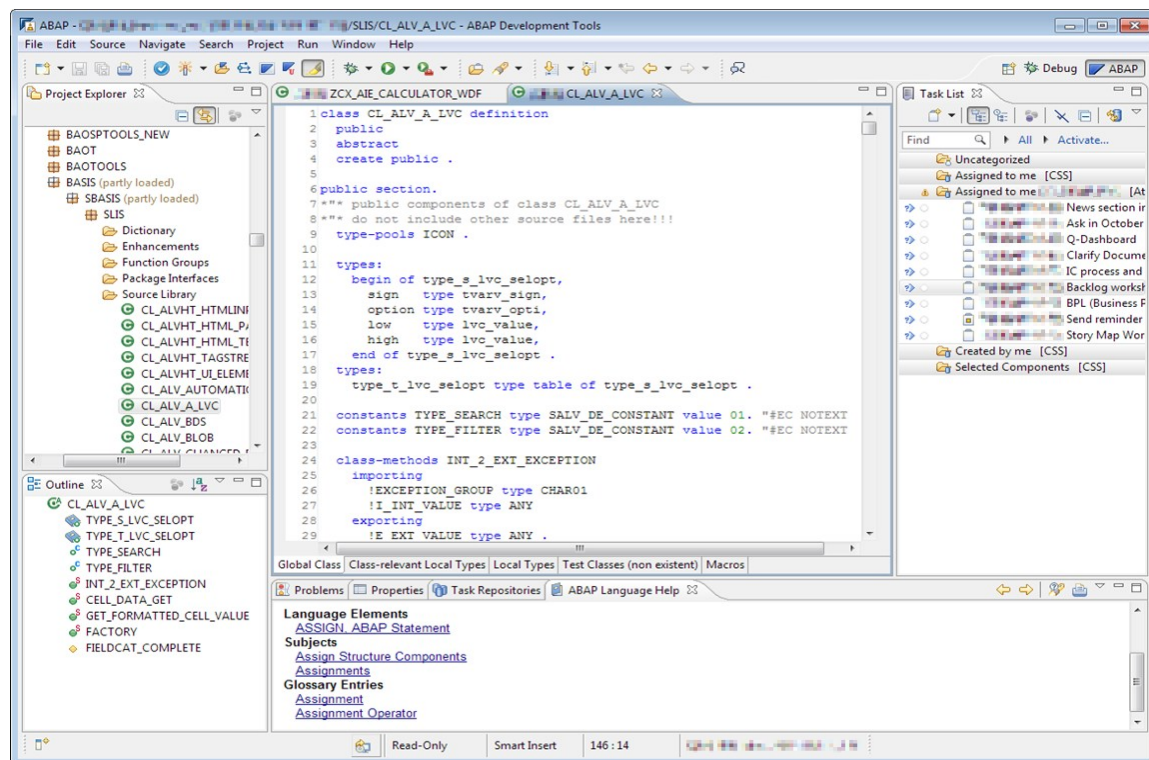 ABAP - /SLIS/CL_ALV_A_LVC - ABAP Development Tools
File Edit Source Navigate Search Project Run Window Help
Debug ABAP
Project Explorer
BAOSPTOOLS_NEW
BAOT
BAOTOOLS
BASIS (partly loaded)
SBASIS (partly loaded)
SLIS
Dictionary
Enhancements
Function Groups
Package Interfaces
Source Library
CL_ALVHT_HTMLINF
CL_ALVHT_HTML_PA
CL_ALVHT_HTML_TE
CL_ALVHT_TAGSTRE
CL_ALVHT_UI_ELEME
CL_ALV_AUTOMATIC
CL_ALV_A_LVC
CL_ALV_BDS
CL_ALV_BLOB
Outline
CL_ALV_A_LVC
TYPE_S_LVC_SELOPT
TYPE_T_LVC_SELOPT
TYPE_SEARCH
TYPE_FILTER
INT_2_EXT_EXCEPTION
CELL_DATA_GET
GET_FORMATTED_CELL_VALUE
FACTORY
FIELDCAT_COMPLETE
ZCX_AIE_CALCULATOR_WDF CL_ALV_A_LVC
1 class CL_ALV_A_LVC definition
2 public
3 abstract
4 create public .
5
6 public section.
7 *"* public components of class CL_ALV_A_LVC
8 *"* do not include other source files here!!!
9 type-pools ICON .
10
11 types:
12 begin of type_s_lvc_selopt,
13 sign type tvarv_sign,
14 option type tvarv_opti,
15 low type lvc_value,
16 high type lvc_value,
17 end of type_s_lvc_selopt .
18 types:
19 type_t_lvc_selopt type table of type_s_lvc_selopt .
20
21 constants TYPE_SEARCH type SALV_DE_CONSTANT value 01. "#EC NOTEXT
22 constants TYPE_FILTER type SALV_DE_CONSTANT value 02. "#EC NOTEXT
23
24 class-methods INT_2_EXT_EXCEPTION
25 importing
26 !EXCEPTION_GROUP type CHAR01
27 !I_INT_VALUE type ANY
28 exporting
29 !E_EXT_VALUE type ANY .
Global Class Class-relevant Local Types Local Types Test Classes (non existent) Macros
Task List
Find All Activate...
Uncategorized
Assigned to me [CSS]
Assigned to me [At
News section in
Ask in October
Q-Dashboard
Clarify Docume
IC process and
Backlog worksh
BPL (Business P
Send reminder
Story Map Wor
Created by me [CSS]
Selected Components [CSS]
Problems Properties Task Repositories ABAP Language Help
Language Elements
ASSIGN, ABAP Statement
Subjects
Assign Structure Components
Assignments
Glossary Entries
Assignment
Assignment Operator
Read-Only Smart Insert 146 : 14